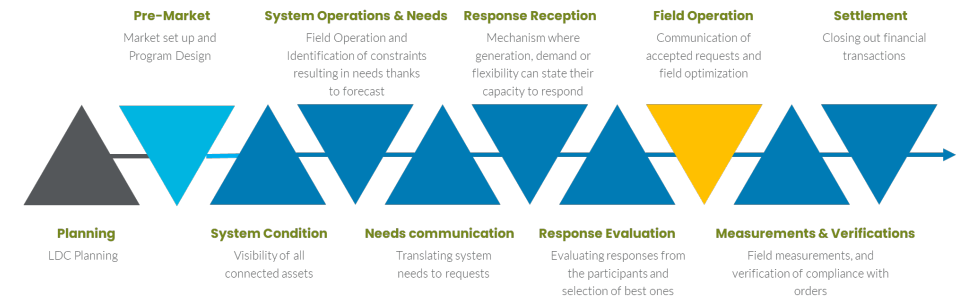 Pre-Market
Market set up and
Program Design
System Operations & Needs
Field Operation and
Identification of constraints
resulting in needs thanks
to forecast
Response Reception
Mechanism where
generation, demand or
flexibility can state their
capacity to respond
Field Operation
Communication of
accepted requests and
field optimization
Settlement
Closing out financial
transactions
Planning
LDC Planning
System Condition
Visibility of all
connected assets
Needs communication
Translating system
needs to requests
Response Evaluation
Evaluating responses from
the participants and
selection of best ones
Measurements & Verifications
Field measurements, and
verification of compliance with
orders